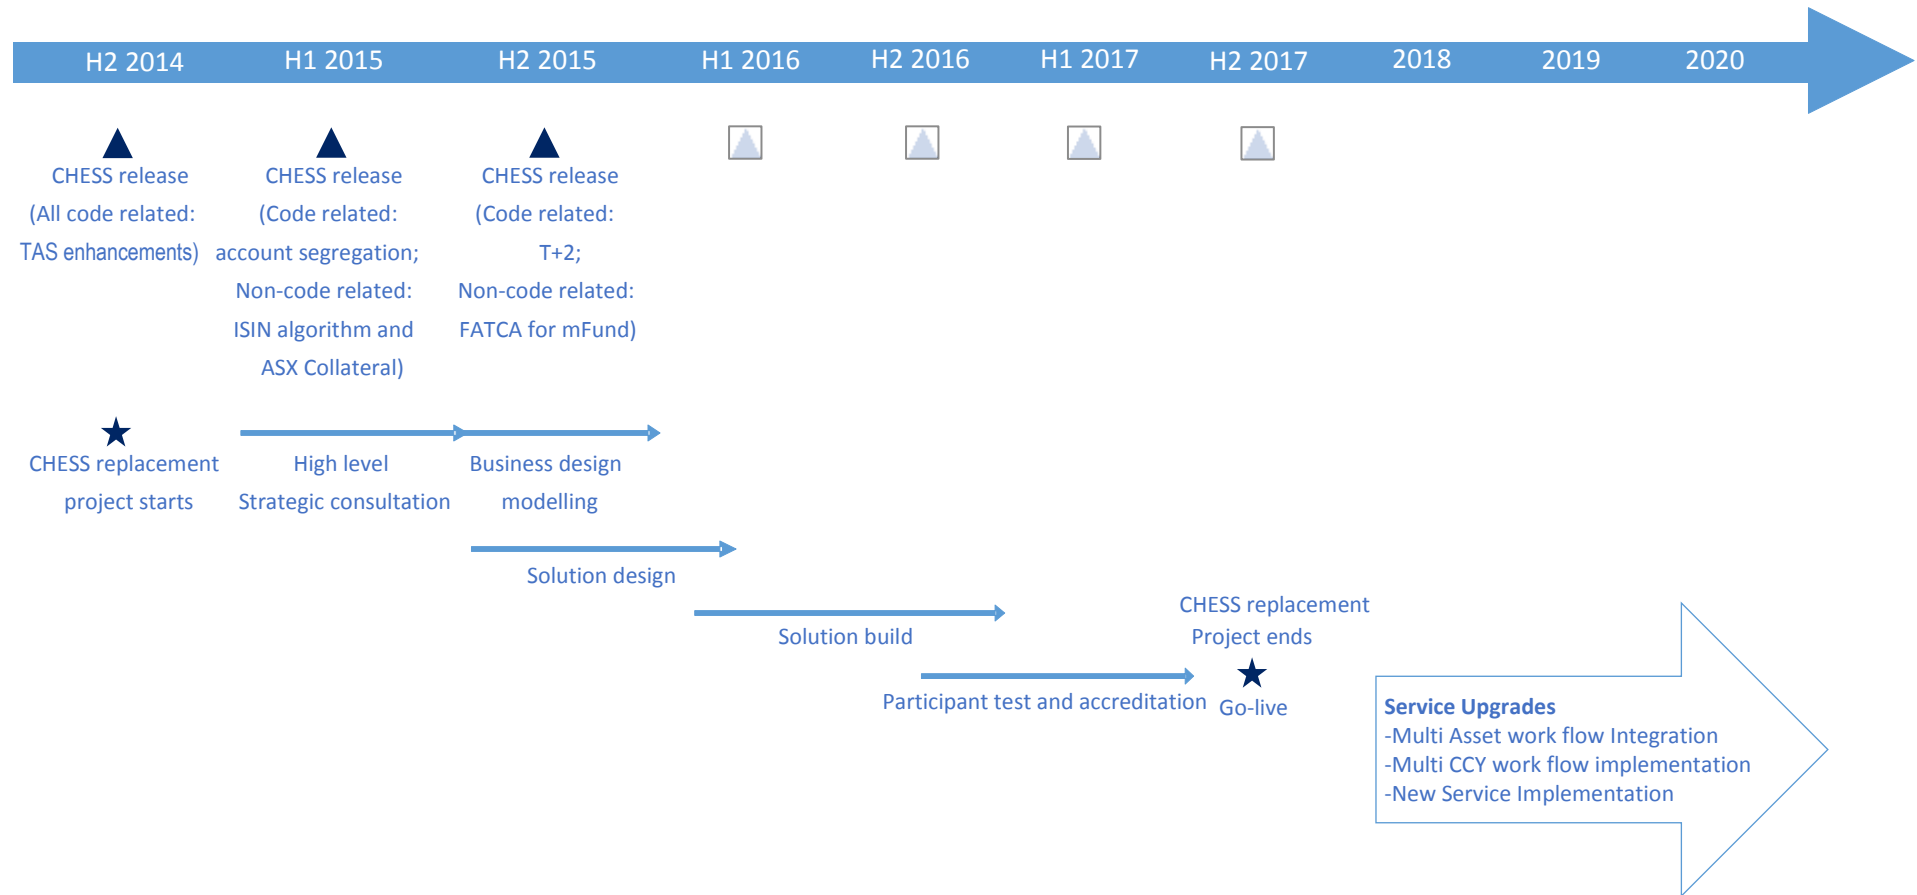 H2 2014 H1 2015 H2 2015 H1 2016 H2 2016 H1 2017 H2 2017 2018 2019 2020
CHESS release
(All code related:
TAS enhancements)
CHESS release
(Code related:
account segregation;
Non-code related:
ISIN algorithm and
ASX Collateral)
CHESS release
(Code related:
T+2;
Non-code related:
FATCA for mFund)
CHESS replacement
project starts
High level
Strategic consultation
Business design
modelling
Solution design
Solution build
Participant test and accreditation
CHESS replacement
Project ends
Go-live
Service Upgrades
-Multi Asset work flow Integration
-Multi CCY work flow implementation
-New Service Implementation